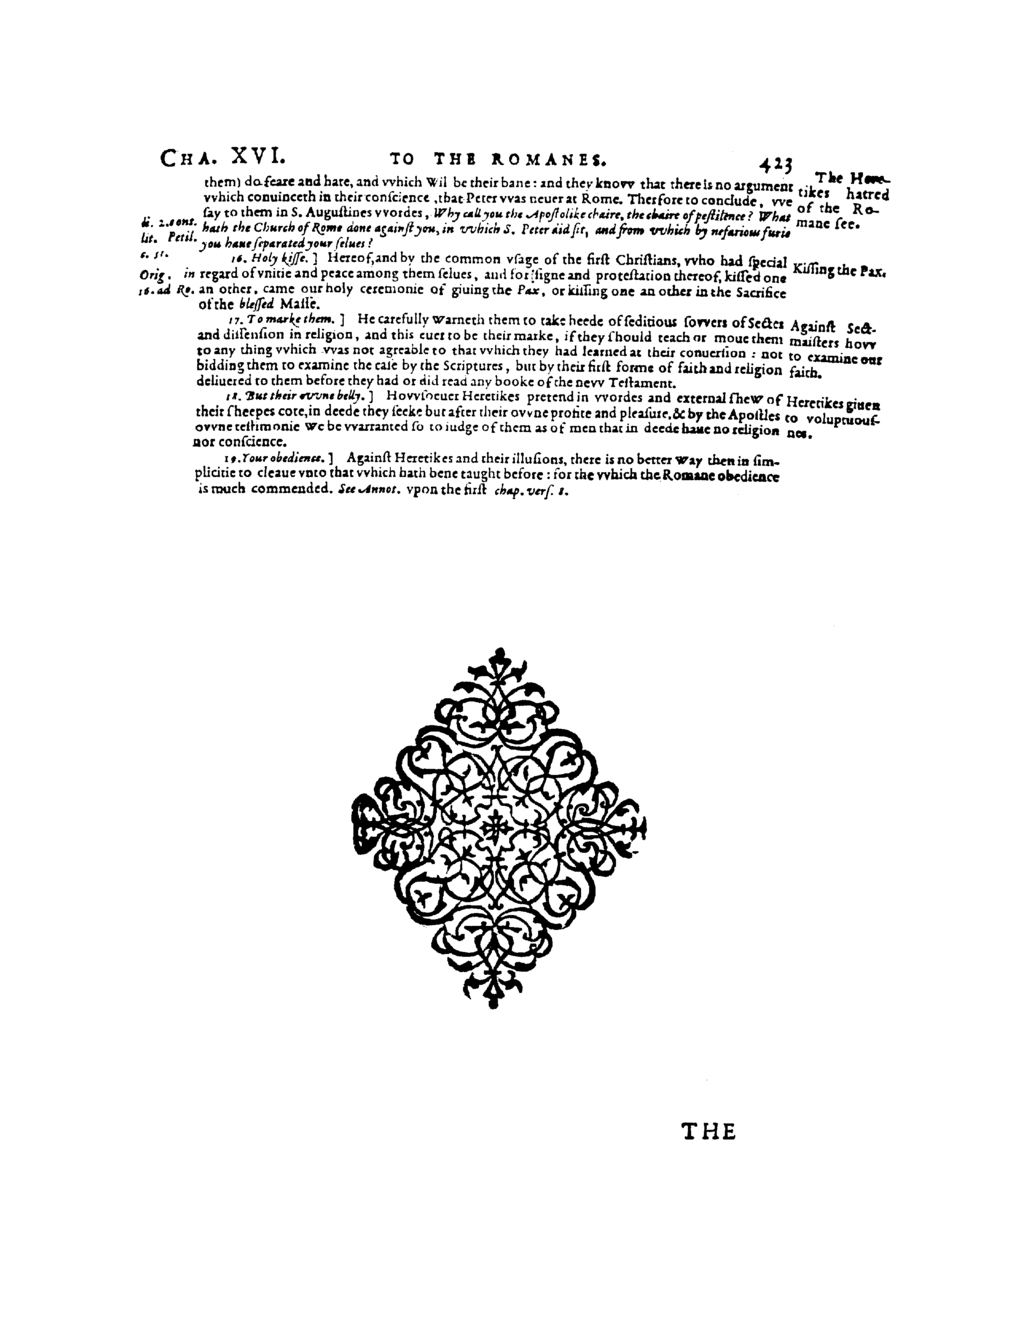 CHA. XVI. TO THE ROMANES. 423
them) do feare and hate, and vvhich Wil be their bane: and they knovv that there is no argument
vvhich conuinceth in their conſcience, that Peter vvas neuer at Rome. Therfore to conclude, vve
ſay to them in S. Auguſtines vvordes, Why call you the Apoſtolike chaire, the chaire of peſtilence? What
hath the Church of Rome done againſt you, in vvhich S. Peter did ſit, and from vvhich by nefarious furie
you haue ſeparated your ſelues?
The Here-
tikes hatred
of the Ro-
mane ſee.
li. 2. cont.
lit. Petil.
c. 51.
16. Holy kiſſe. ] Hereof, and by the common vſage of the firſt Chriſtians, vvho had ſpecial
in regard of vnitie and peace among them ſelues, and for ſigne and proteſtation thereof, kiſſed one
an other, came our holy ceremonie of giuing the Pax, or kiſſing one an other in the Sacrifice
of the bleſſed Maſſe.
Kiſſing the Pax.
Orig.
16. ad Ro.
17. To marke them. ] He carefully warneth them to take heede of ſeditious ſovvers of Sectes
and diſſenſion in religion, and this euer to be their marke, if they ſhould teach or moue them
to any thing vvhich vvas not agreable to that vvhich they had learned at their conuerſion: not
bidding them to examine the caſe by the Scriptures, but by their firſt forme of faith and religion
deliuered to them before they had or did read any booke of the nevv Teſtament.
Againſt Sect-
maiſters hovv
to examine our
faith.
18. But their ovvne belly. ] Hovvſoeuer Heretikes pretend in vvordes and external ſhew of
their ſheepes cote, in deede they ſeeke but after their ovvne profite and pleaſure, & by the Apoſtles
ovvne teſtimonie we be vvarranted ſo to iudge of them as of men that in deede haue no religion
nor conſcience.
Heretikes giuen
to voluptuouſ-
nes.
19. Your obedience. ] Againſt Heretikes and their illuſions, there is no better way then in ſim-
plicitie to cleaue vnto that vvhich hath bene taught before: for the vvhich the Romane obedience
is much commended. See Annot. vpon the firſt chap. verſ. 8.
THE